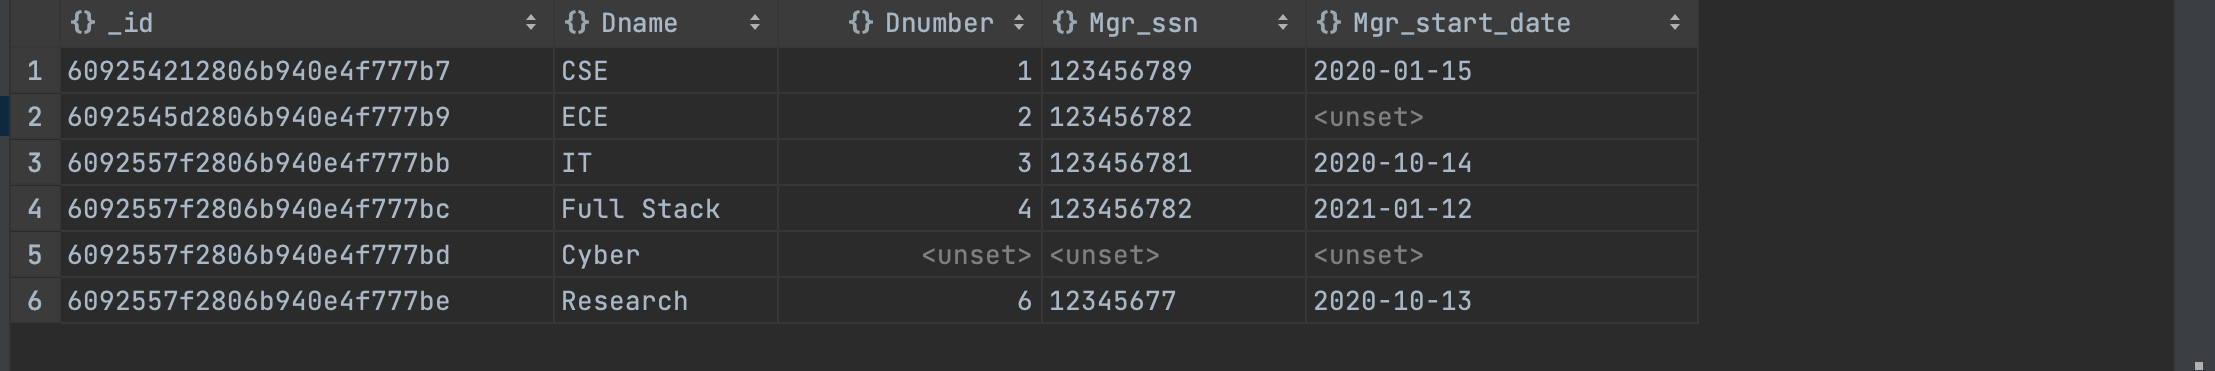 {} _id {} Dname {} Dnumber {} Mgr_ssn {} Mgr_start_date
1 609254212806b940e4f777b7 CSE 1 123456789 2020-01-15
2 6092545d2806b940e4f777b9 ECE 2 123456782 <unset>
3 6092557f2806b940e4f777bb IT 3 123456781 2020-10-14
4 6092557f2806b940e4f777bc Full Stack 4 123456782 2021-01-12
5 6092557f2806b940e4f777bd Cyber <unset> <unset> <unset>
6 6092557f2806b940e4f777be Research 6 12345677 2020-10-13